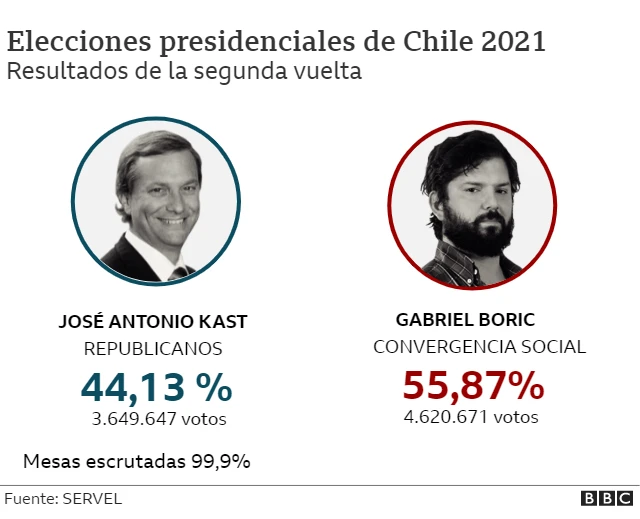 Elecciones presidenciales de Chile 2021
Resultados de la segunda vuelta
JOSÉ ANTONIO KAST
REPUBLICANOS
44,13 %
3.649.647 votos
GABRIEL BORIC
CONVERGENCIA SOCIAL
55,87%
4.620.671 votos
Mesas escrutadas 99,9%
Fuente: SERVEL
BBC